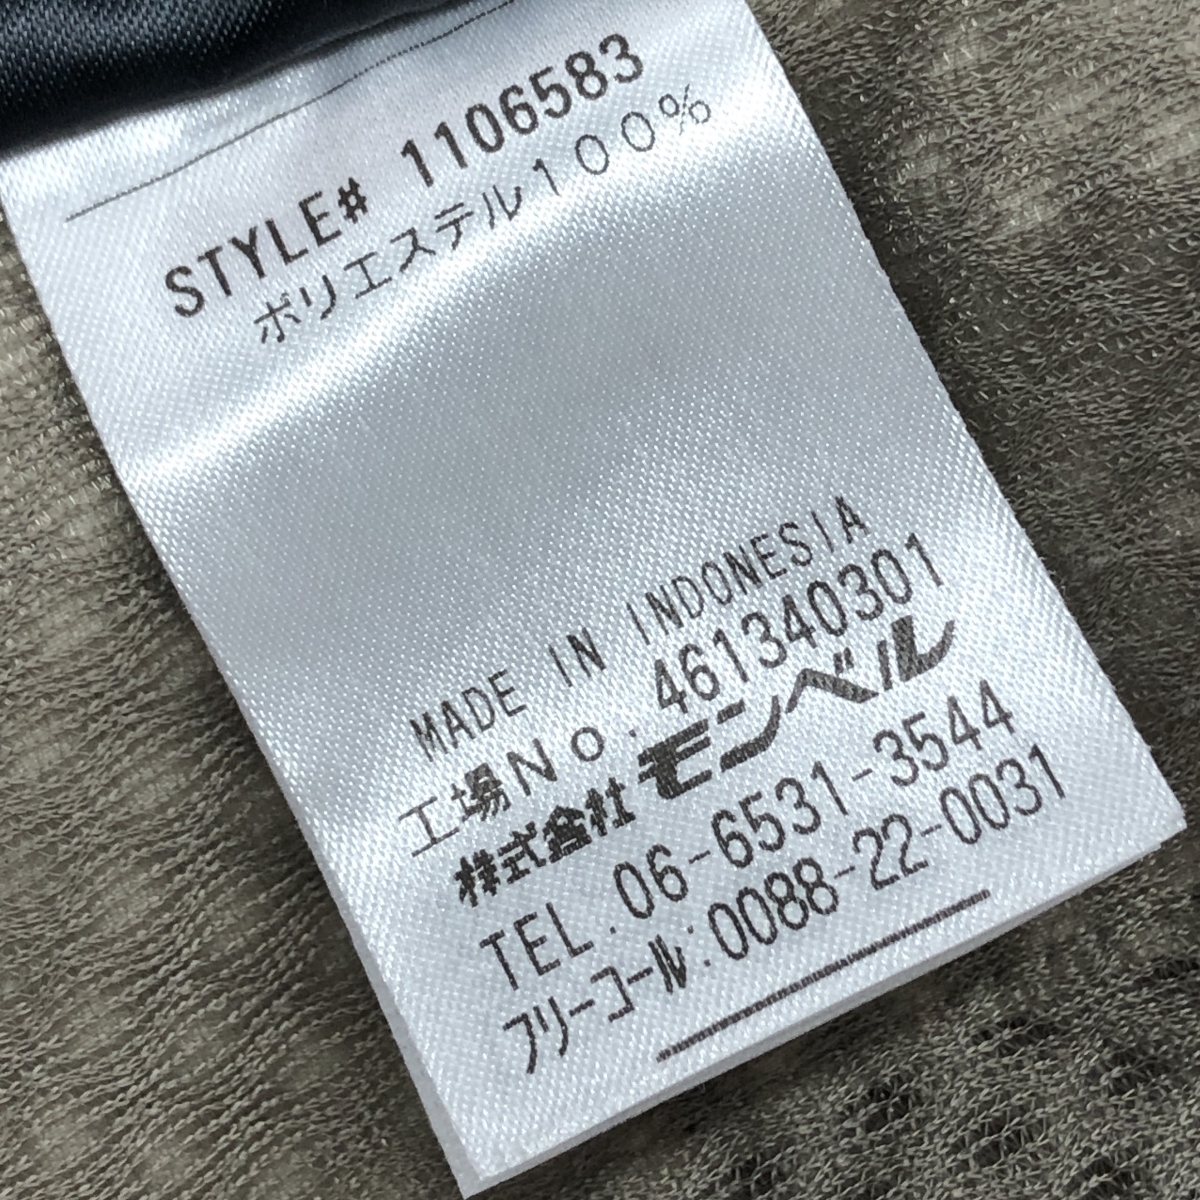 STYLE# 1106583
ポリエステル100%
MADE IN INDONESIA
工場No. 461340301
株式会社 モンベル
TEL. 06-6531-3544
フリーコール:0088-22-0031